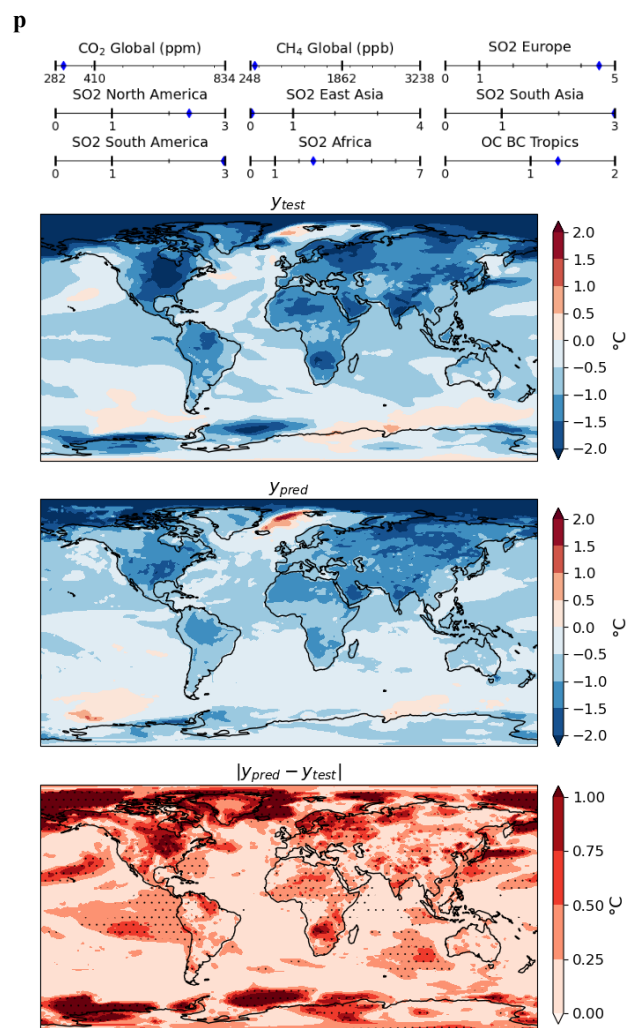 p
CO₂ Global (ppm) CH₄ Global (ppb) SO2 Europe
282 410 834 248 1862 3238 0 1 5
SO2 North America SO2 East Asia SO2 South Asia
0 1 3 0 1 4 0 1 3
SO2 South America SO2 Africa OC BC Tropics
0 1 3 0 1 7 0 1 2
y_test
2.0
1.5
1.0
0.5
0.0
−0.5
−1.0
−1.5
−2.0
°C
y_pred
2.0
1.5
1.0
0.5
0.0
−0.5
−1.0
−1.5
−2.0
°C
|y_pred − y_test|
1.00
0.75
0.50
0.25
0.00
°C